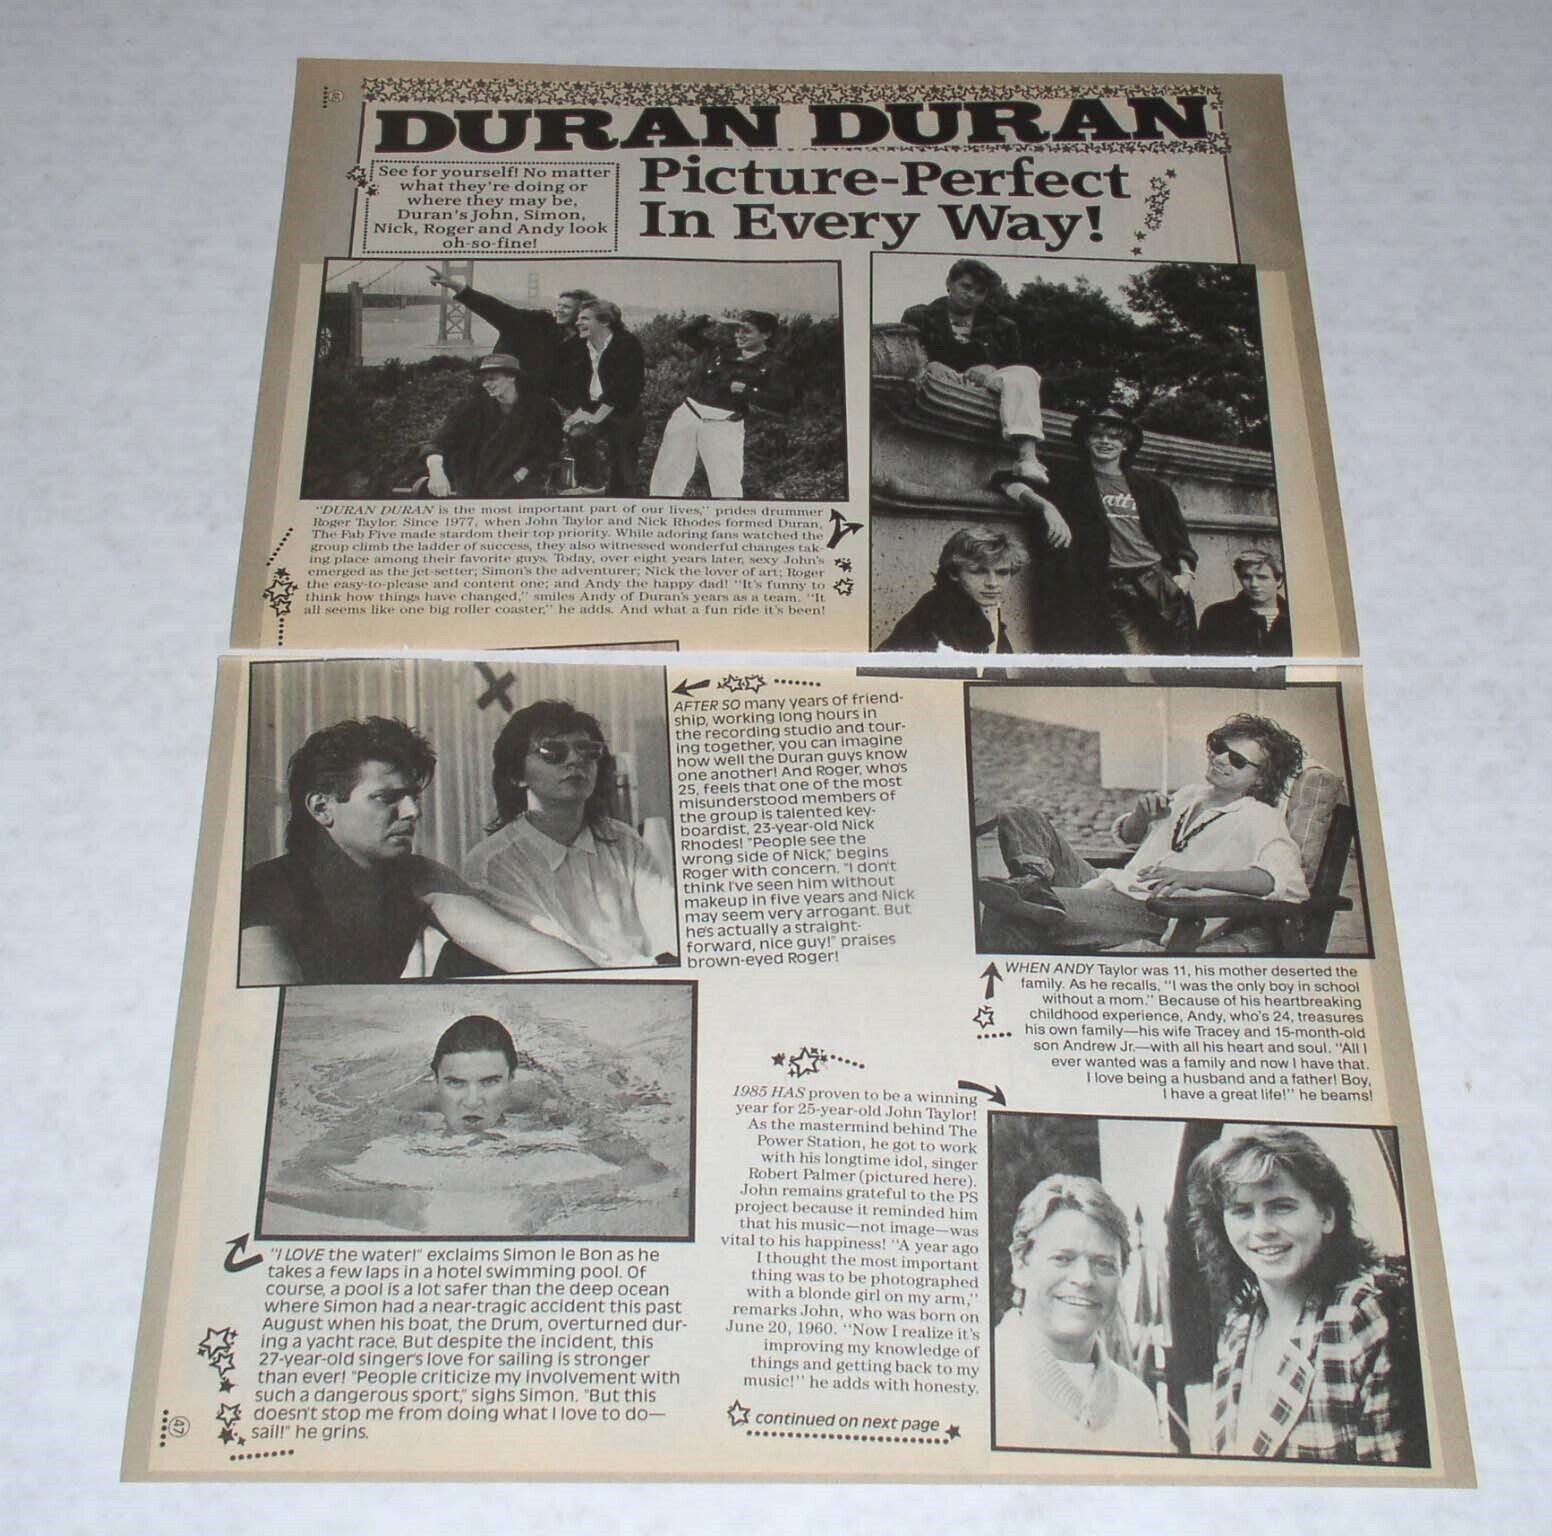 DURAN DURAN
See for yourself! No matter
what they're doing or
where they may be,
Duran's John, Simon,
Nick, Roger and Andy look
oh-so-fine!
Picture-Perfect
In Every Way!
"DURAN DURAN is the most important part of our lives," prides drummer
Roger Taylor. Since 1977, when John Taylor and Nick Rhodes formed Duran,
The Fab Five made stardom their top priority. While adoring fans watched the
group climb the ladder of success, they also witnessed wonderful changes tak-
ing place among their favorite guys. Today, over eight years later, sexy John's
emerged as the jet-setter; Simon's the adventurer; Nick the lover of art; Roger
the easy-to-please and content one; and Andy the happy dad! "It's funny to
think how things have changed," smiles Andy of Duran's years as a team. "It
all seems like one big roller coaster," he adds. And what a fun ride it's been!
AFTER SO many years of friend-
ship, working long hours in
the recording studio and tour-
ing together, you can imagine
how well the Duran guys know
one another! And Roger, who's
25, feels that one of the most
misunderstood members of
the group is talented key-
boardist, 23-year-old Nick
Rhodes! "People see the
wrong side of Nick," begins
Roger with concern. "I don't
think I've seen him without
makeup in five years and Nick
may seem very arrogant. But
he's actually a straight-
forward, nice guy!" praises
brown-eyed Roger!
WHEN ANDY Taylor was 11, his mother deserted the
family. As he recalls, "I was the only boy in school
without a mom." Because of his heartbreaking
childhood experience, Andy, who's 24, treasures
his own family—his wife Tracey and 15-month-old
son Andrew Jr.—with all his heart and soul. "All I
ever wanted was a family and now I have that.
I love being a husband and a father! Boy,
I have a great life!" he beams!
"I LOVE the water!" exclaims Simon le Bon as he
takes a few laps in a hotel swimming pool. Of
course, a pool is a lot safer than the deep ocean
where Simon had a near-tragic accident this past
August when his boat, the Drum, overturned dur-
ing a yacht race. But despite the incident, this
27-year-old singer's love for sailing is stronger
than ever! "People criticize my involvement with
such a dangerous sport," sighs Simon. "But this
doesn't stop me from doing what I love to do—
sail!" he grins.
1985 HAS proven to be a winning
year for 25-year-old John Taylor!
As the mastermind behind The
Power Station, he got to work
with his longtime idol, singer
Robert Palmer (pictured here).
John remains grateful to the PS
project because it reminded him
that his music—not image—was
vital to his happiness! "A year ago
I thought the most important
thing was to be photographed
with a blonde girl on my arm,"
remarks John, who was born on
June 20, 1960. "Now I realize it's
improving my knowledge of
things and getting back to my
music!" he adds with honesty.
continued on next page
47